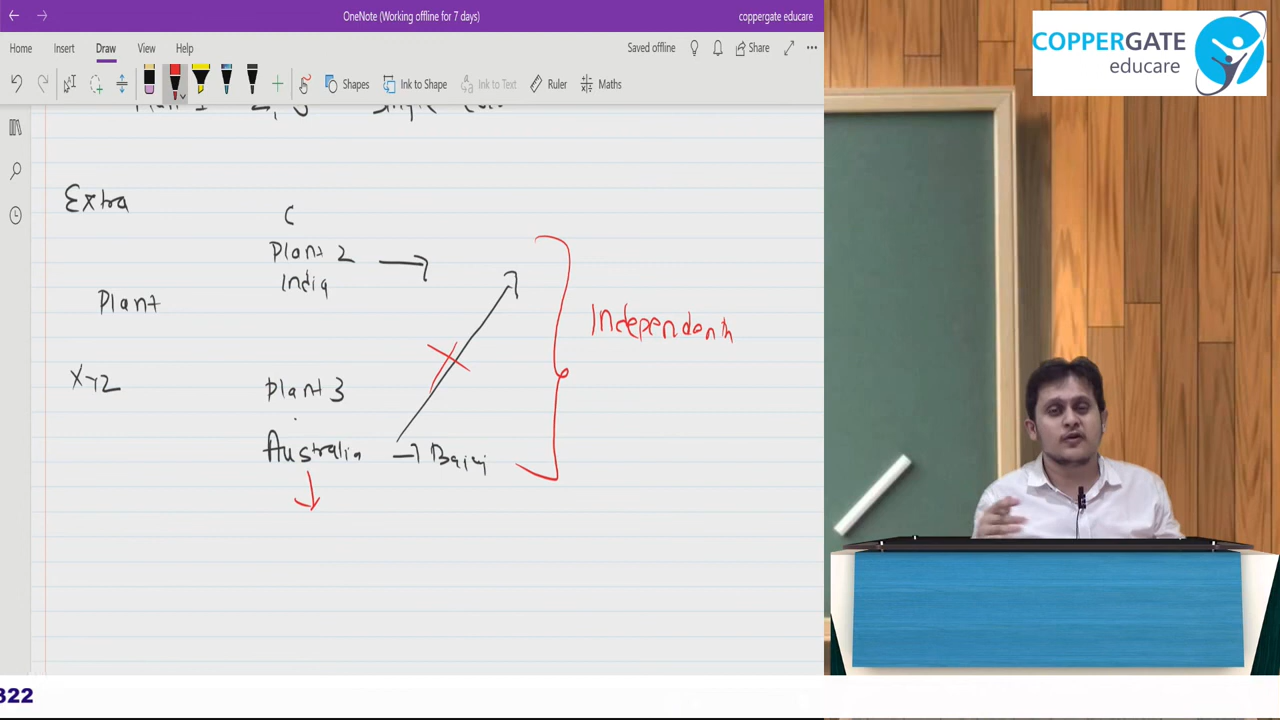 OneNote (Working offline for 7 days)
coppergate educare
Home Insert Draw View Help
Saved offline Share
Shapes Ink to Shape Ink to Text Ruler Maths
COPPERGATE
educare
Extra
C
Plant 2
India
Plant
Independent
XYZ
Plant 3
Australia
322